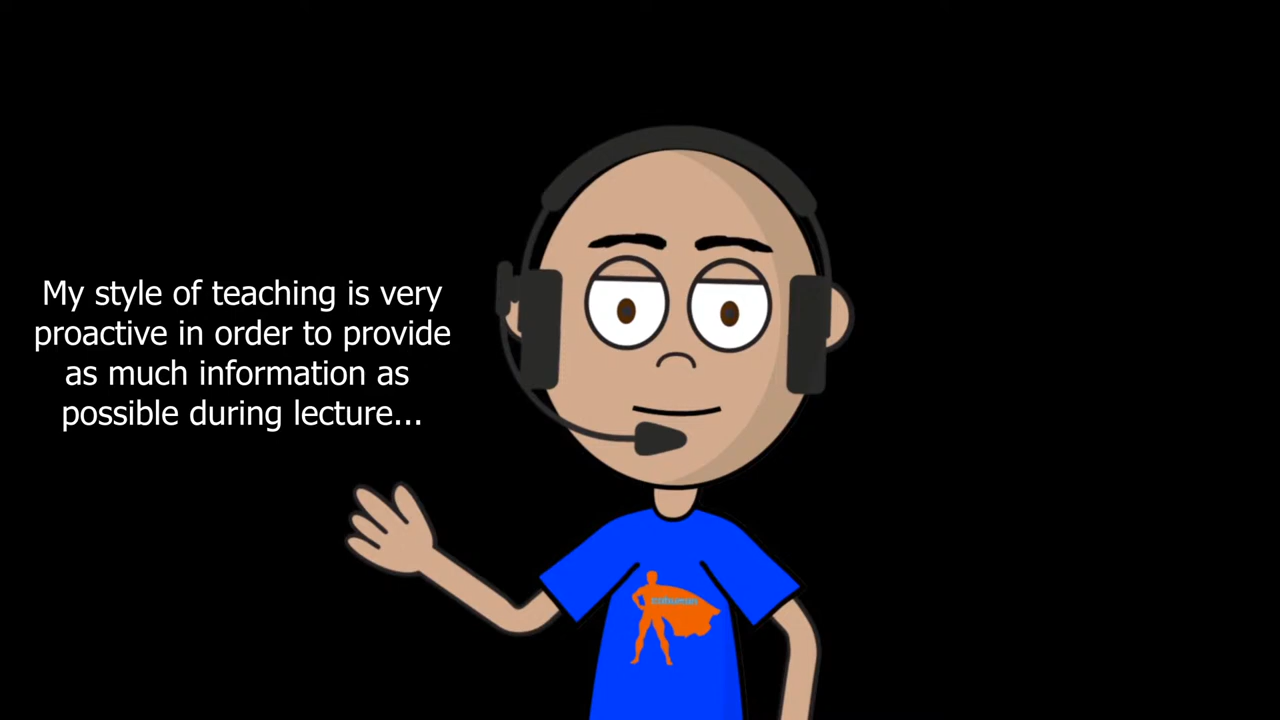 My style of teaching is very
proactive in order to provide
as much information as
possible during lecture...